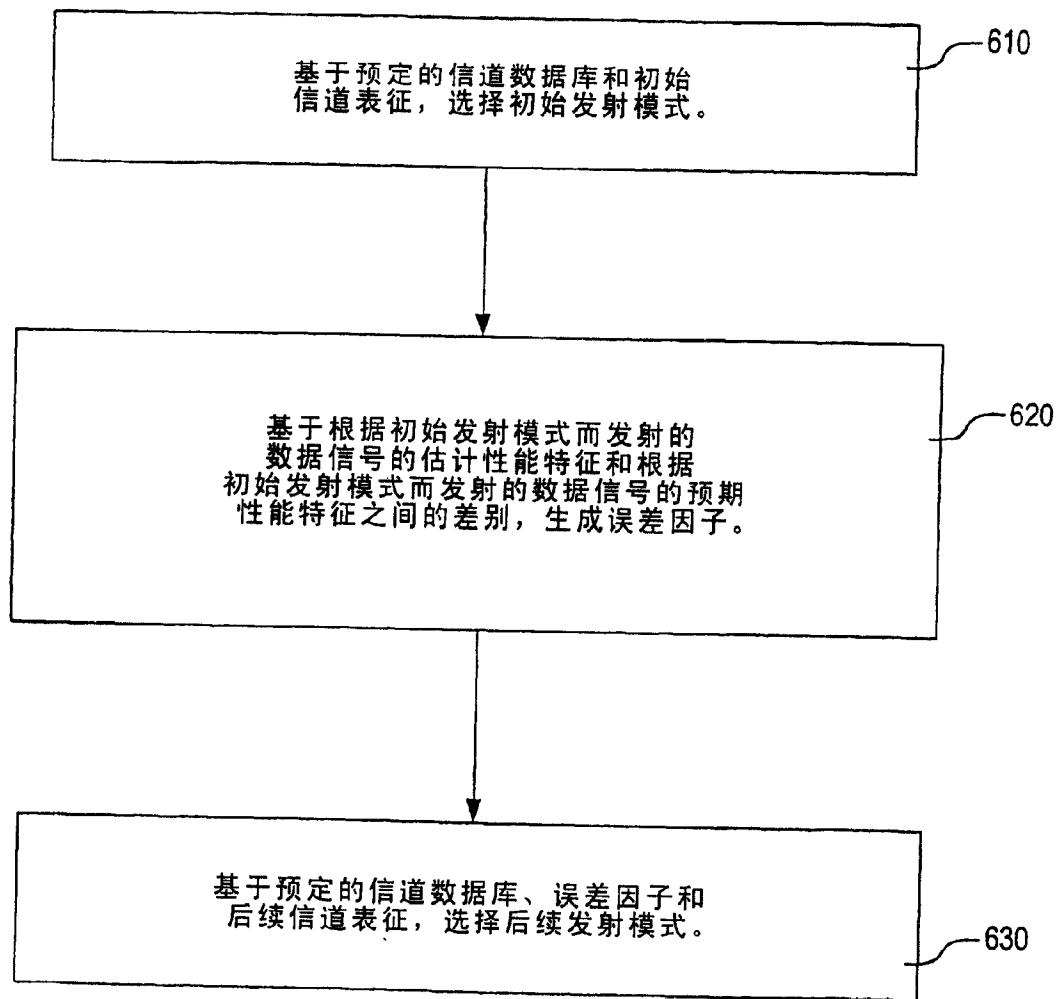 610
基于预定的信道数据库和初始
信道表征，选择初始发射模式。
620
基于根据初始发射模式而发射的
数据信号的估计性能特征和根据
初始发射模式而发射的数据信号的预期
性能特征之间的差别，生成误差因子。
基于预定的信道数据库、误差因子和
后续信道表征，选择后续发射模式。
630